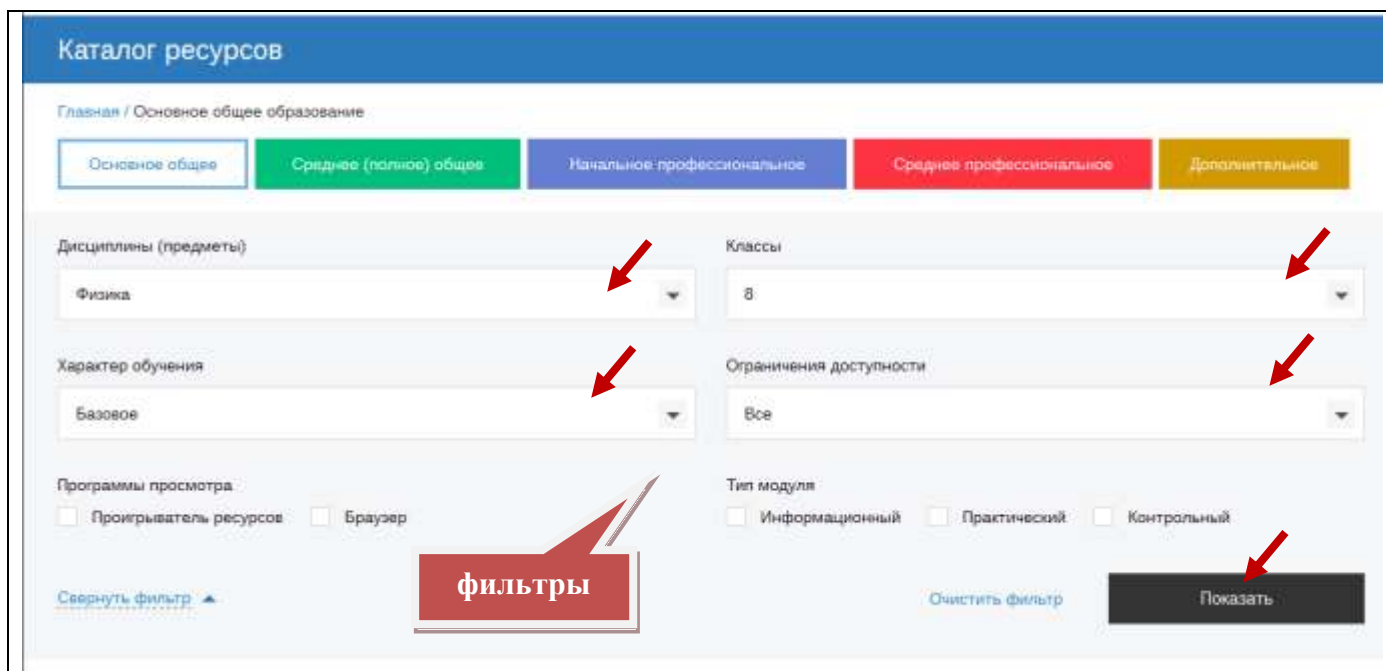 Каталог ресурсов
Главная / Основное общее образование
Основное общее Среднее (полное) общее Начальное профессиональное Среднее профессиональное Дополнительное
Дисциплины (предметы) Классы
Физика 8
Характер обучения Ограничения доступности
Базовое Все
Программы просмотра Тип модуля
Проигрыватель ресурсов Браузер Информационный Практический Контрольный
фильтры
Свернуть фильтр Очистить фильтр Показать